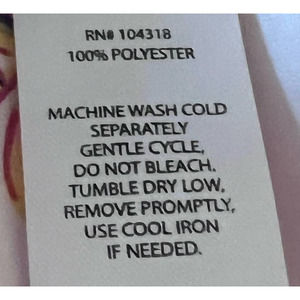 RN# 104318
100% POLYESTER
MACHINE WASH COLD
SEPARATELY
GENTLE CYCLE,
DO NOT BLEACH.
TUMBLE DRY LOW,
REMOVE PROMPTLY,
USE COOL IRON
IF NEEDED.